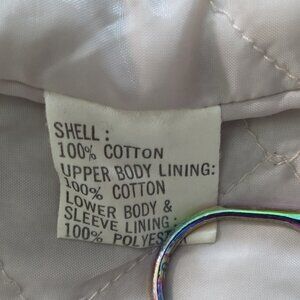 SHELL:
100% COTTON
UPPER BODY LINING:
100% COTTON
LOWER BODY &
SLEEVE LINING:
100% POLYESTER